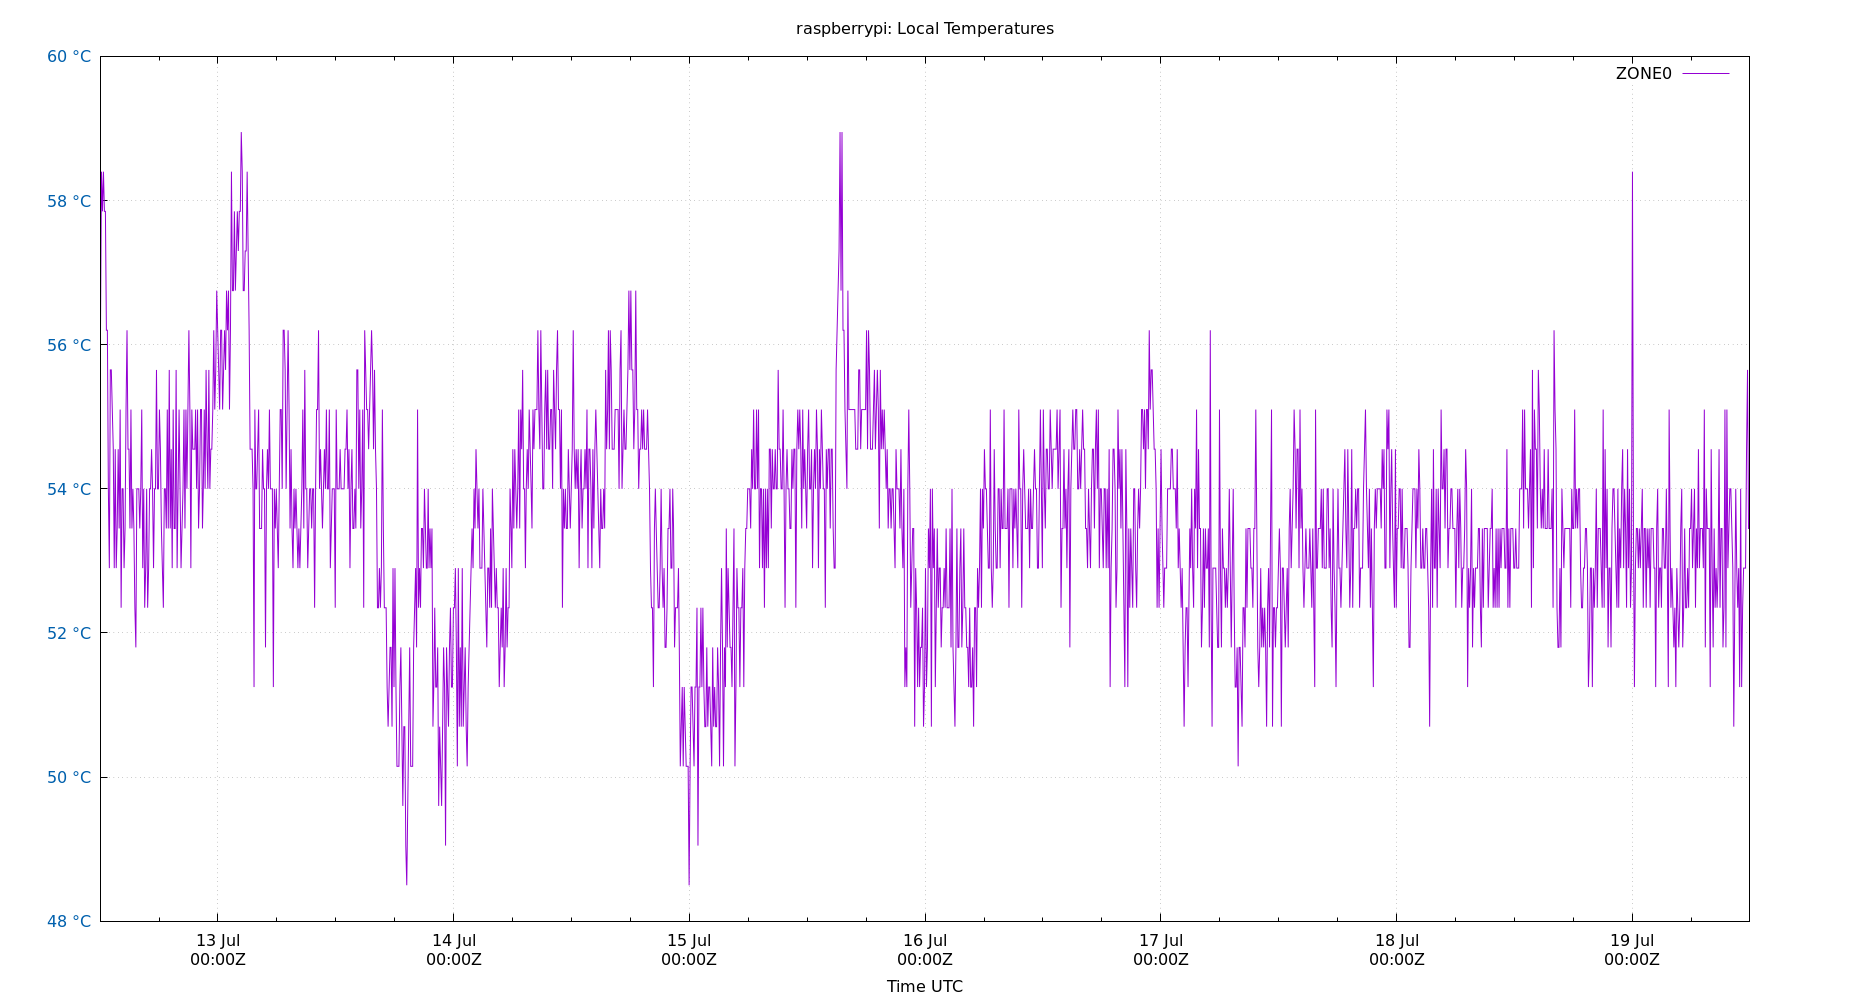 raspberrypi: Local Temperatures
60 °C
ZONE0
58 °C
56 °C
54 °C
52 °C
50 °C
48 °C
13 Jul 14 Jul 15 Jul 16 Jul 17 Jul 18 Jul 19 Jul
00:00Z 00:00Z 00:00Z 00:00Z 00:00Z 00:00Z 00:00Z
Time UTC